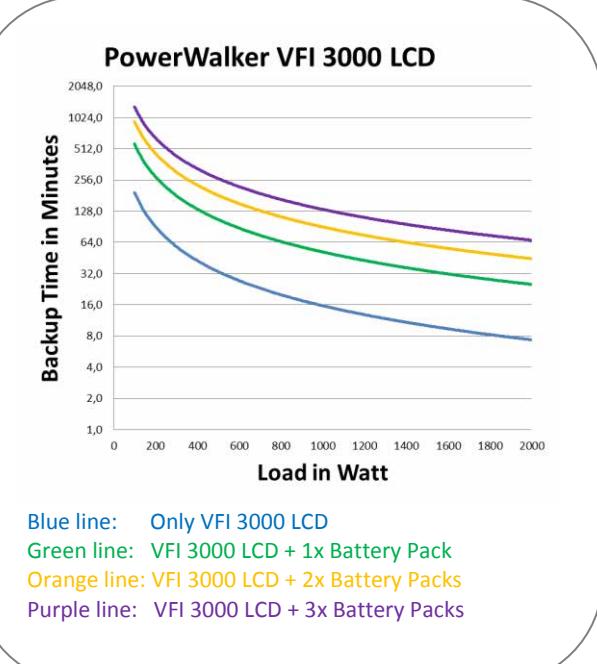 PowerWalker VFI 3000 LCD
Backup Time in Minutes
2048,0
1024,0
512,0
256,0
128,0
64,0
32,0
16,0
8,0
4,0
2,0
1,0
0 200 400 600 800 1000 1200 1400 1600 1800 2000
Load in Watt
Blue line: Only VFI 3000 LCD
Green line: VFI 3000 LCD + 1x Battery Pack
Orange line: VFI 3000 LCD + 2x Battery Packs
Purple line: VFI 3000 LCD + 3x Battery Packs